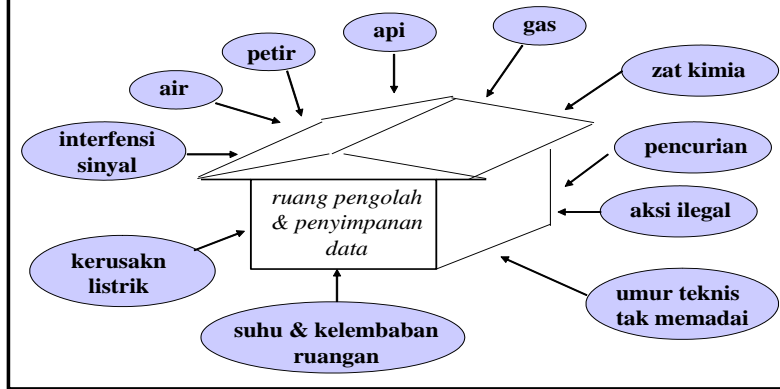 api
gas
petir
zat kimia
air
interfensi
sinyal
pencurian
ruang pengolah
& penyimpanan
data
aksi ilegal
kerusakn
listrik
umur teknis
tak memadai
suhu & kelembaban
ruangan